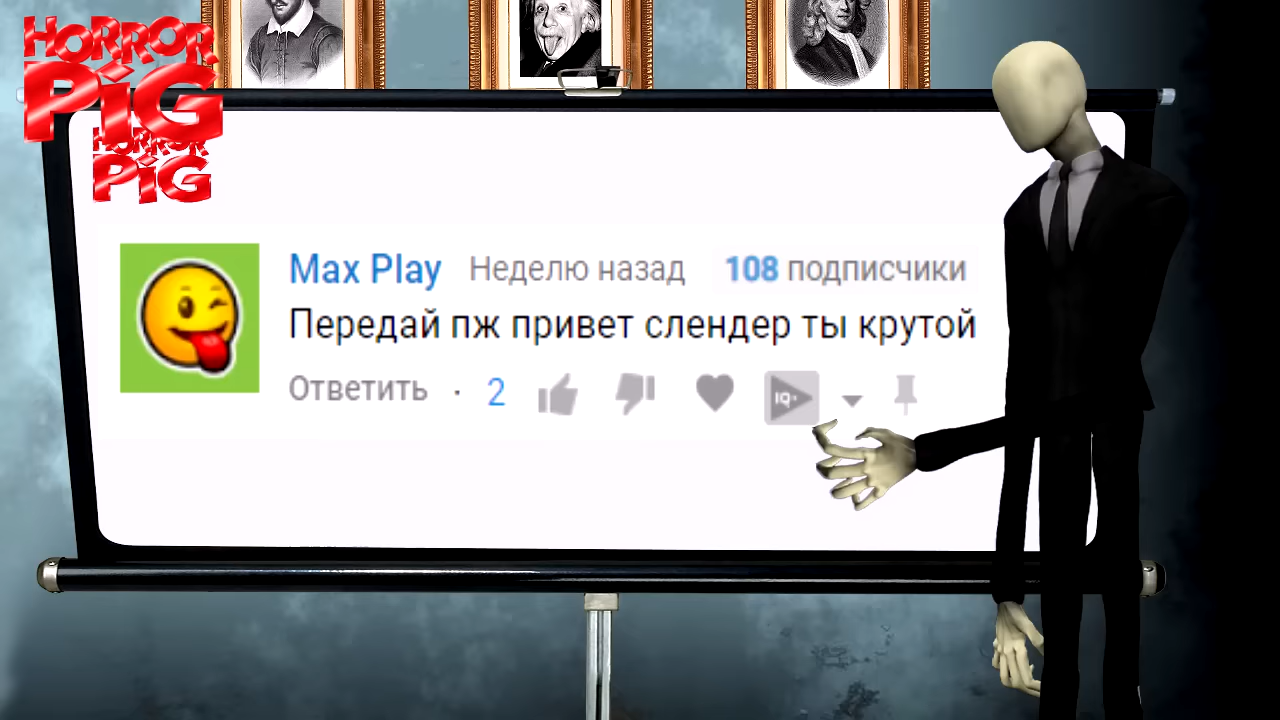 HORROR
PiG
HORROR
PiG
Max Play Неделю назад 108 подписчики
Передай пж привет слендер ты крутой
Ответить · 2
IQ+